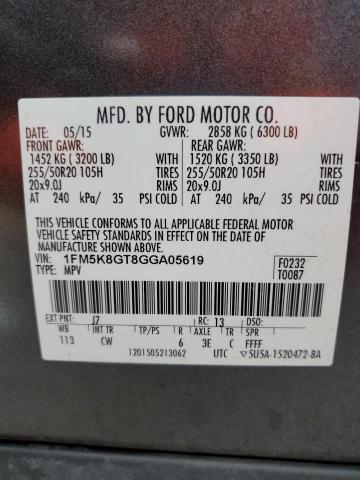 MFD. BY FORD MOTOR CO.
DATE: 05/15 GVWR: 2858 KG ( 6300 LB)
FRONT GAWR: REAR GAWR:
1452 KG ( 3200 LB) WITH 1520 KG ( 3350 LB)
255/50R20 105H TIRES 255/50R20 105H
20x9.0J RIMS 20x9.0J
AT 240 kPa/ 35 PSI COLD AT 240 kPa/ 35 PSI COLD
THIS VEHICLE CONFORMS TO ALL APPLICABLE FEDERAL MOTOR
VEHICLE SAFETY STANDARDS IN EFFECT ON THE DATE OF
MANUFACTURE SHOWN ABOVE.
VIN: 1FM5K8GT8GGA05619
TYPE: MPV
F0232
T0087
EXT PNT: J7 RC: 13 DSO:
WB INT TR TP/PS R AXLE TR SPR
113 CW 6 3E C FFFF
1201505213062 UTC ▽5U5A-1520472-BA